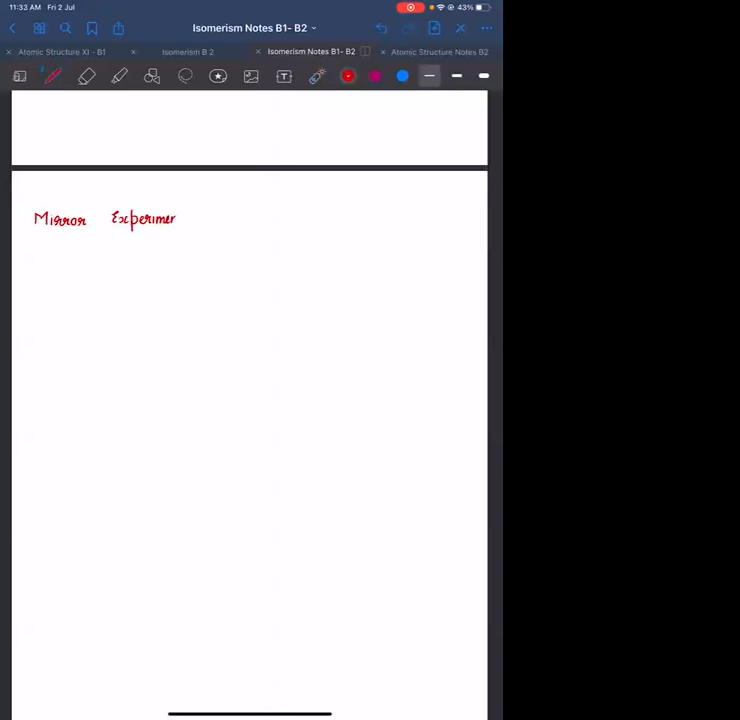 11:33 AM Fri 2 Jul 43%
Isomerism Notes B1- B2
Atomic Structure XI - B1 Isomerism B 2 Isomerism Notes B1- B2 Atomic Structure Notes B2
Mirror Experimer